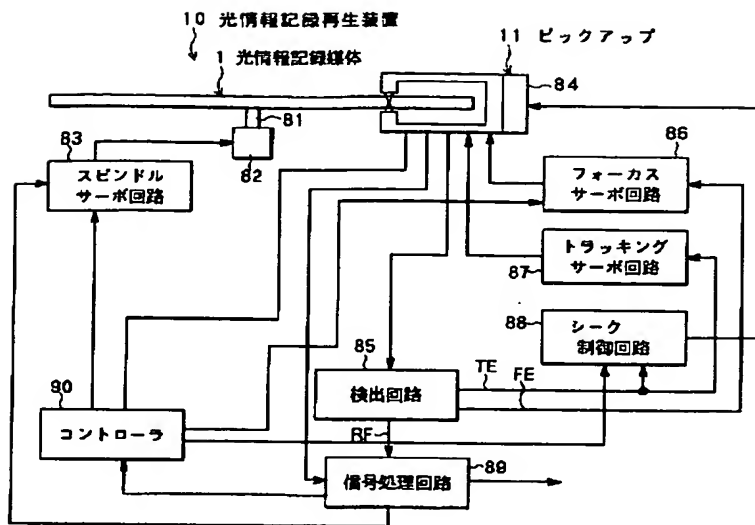 10 光情報記録再生装置
1 光情報記録媒体
11 ピックアップ
84
81
82
83
スピンドル
サーボ回路
86
フォーカス
サーボ回路
トラッキング
サーボ回路
87
88
シーク
制御回路
85
検出回路
TE
FE
RF
90
コントローラ
信号処理回路
89